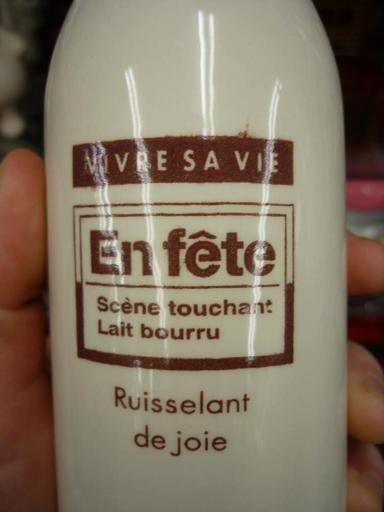 VIVRE SA VIE
En fête
Scène touchant
Lait bourru
Ruisselant
de joie